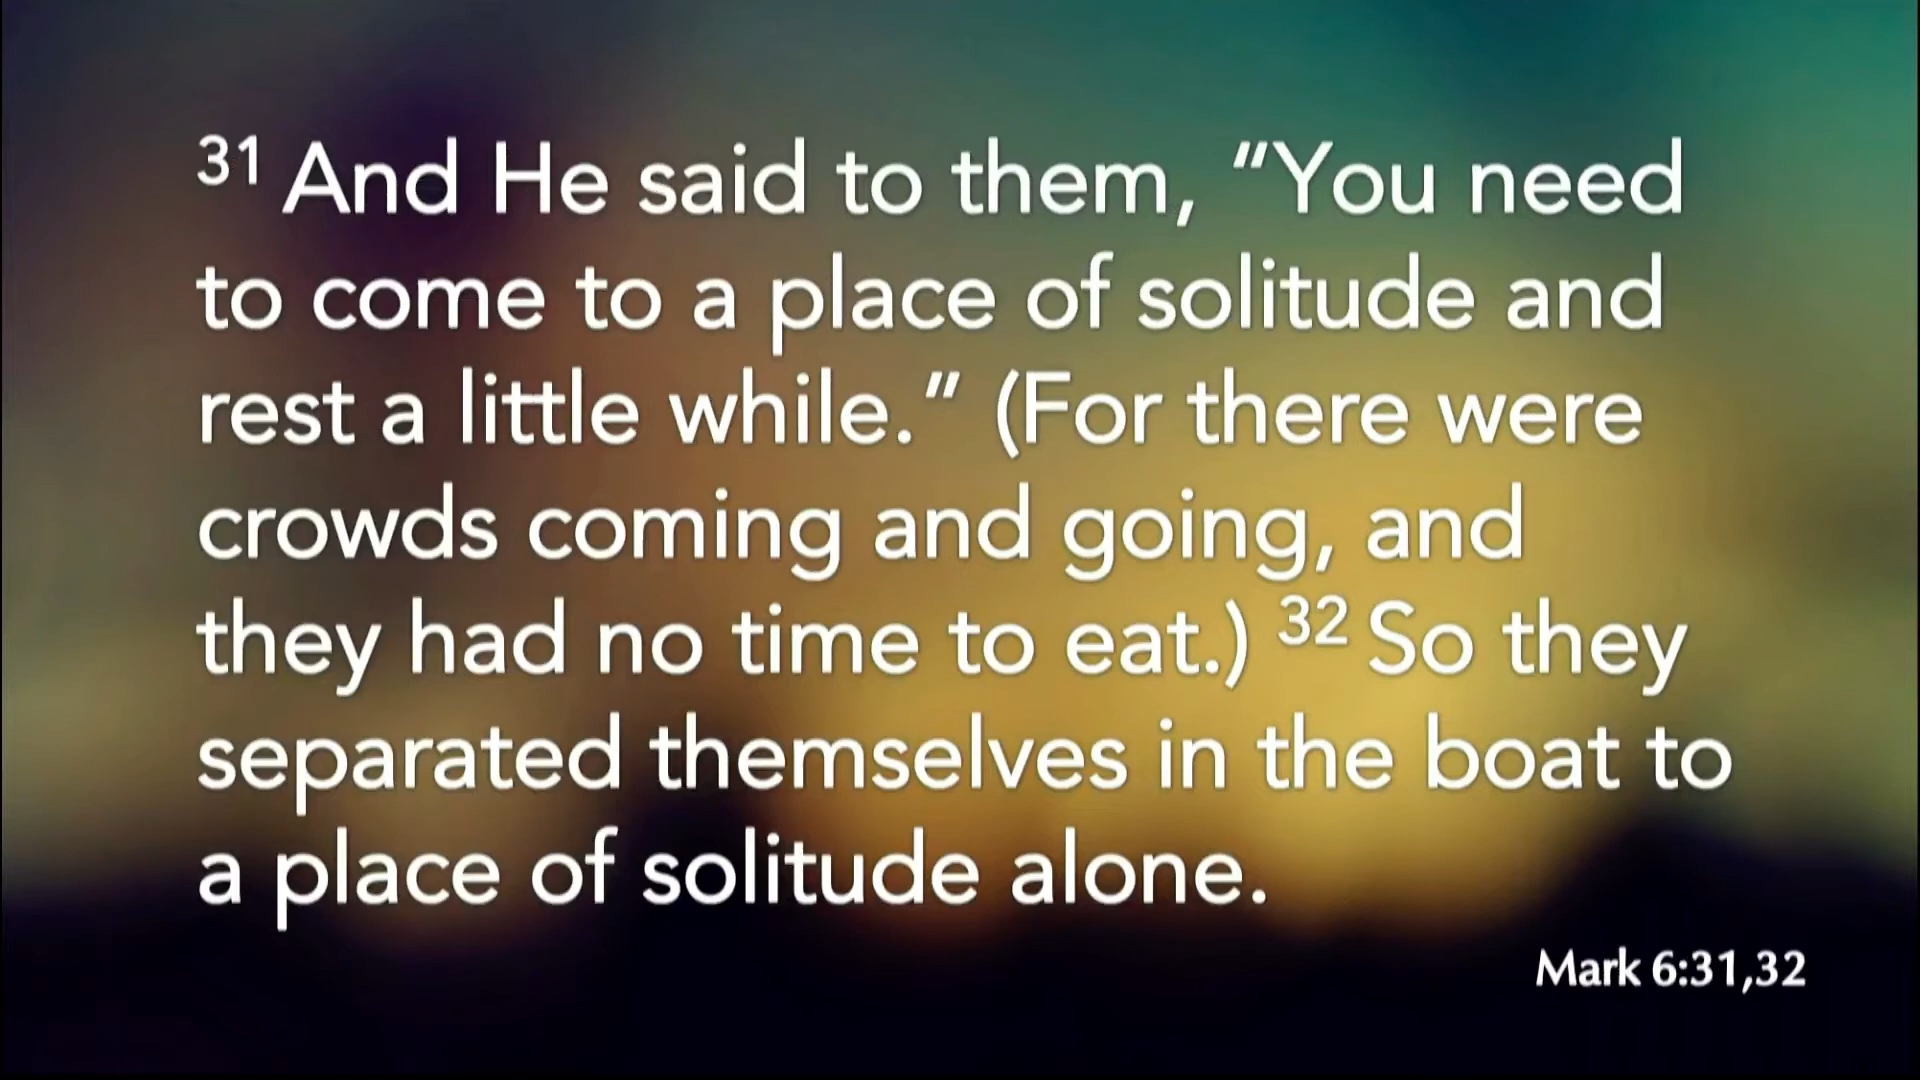 31 And He said to them, “You need
to come to a place of solitude and
rest a little while.” (For there were
crowds coming and going, and
they had no time to eat.) 32 So they
separated themselves in the boat to
a place of solitude alone.
Mark 6:31,32